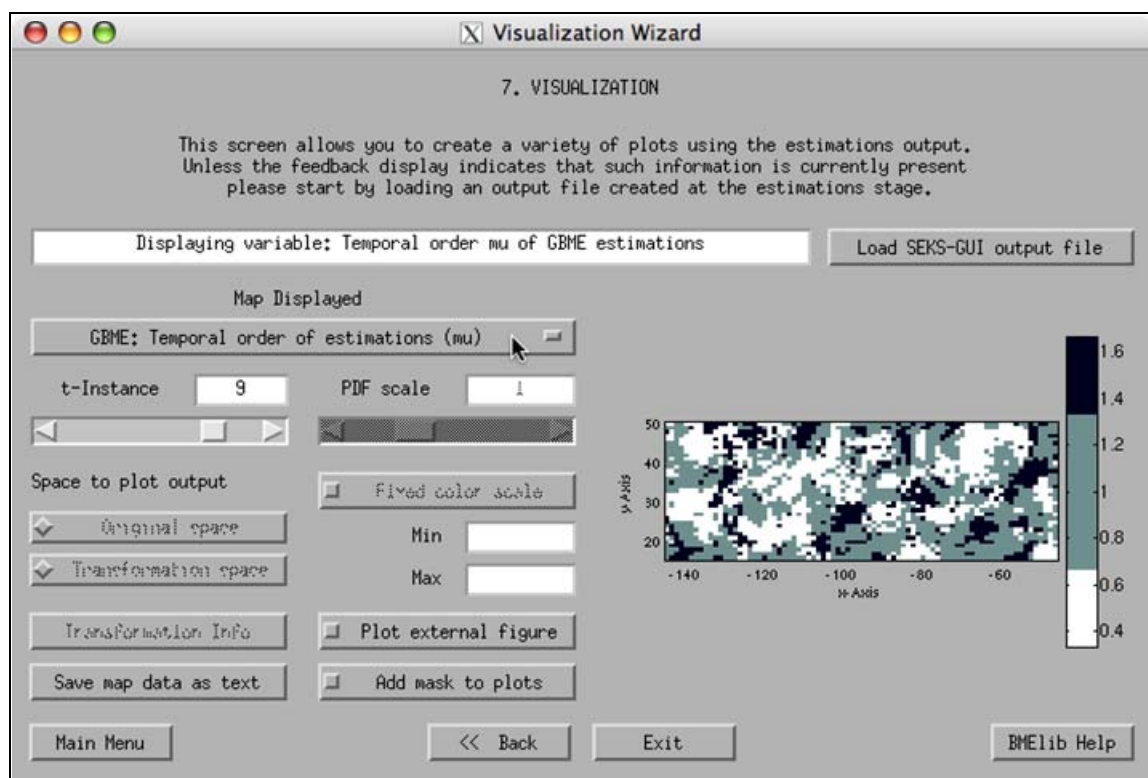 X Visualization Wizard
7. VISUALIZATION
This screen allows you to create a variety of plots using the estimations output.
Unless the feedback display indicates that such information is currently present
please start by loading an output file created at the estimations stage.
Displaying variable: Temporal order mu of GBME estimations
Load SEKS-GUI output file
Map Displayed
GBME: Temporal order of estimations (mu)
t-Instance
9
PDF scale
1
Space to plot output
Original space
Transformation space
Fixed color scale
Min
Max
Transformation Info
Plot external figure
Save map data as text
Add mask to plots
50
40
30
20
y-Axis
-140
-120
-100
-80
-60
x-Axis
1.6
1.4
1.2
1
0.8
0.6
0.4
Main Menu
<< Back
Exit
BMElib Help